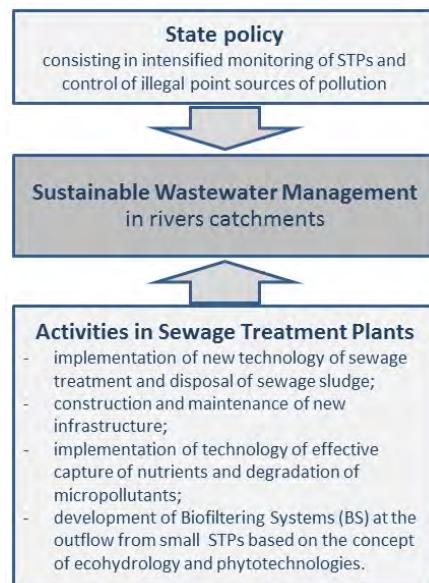 State policy
consisting in intensified monitoring of STPs and
control of illegal point sources of pollution
Sustainable Wastewater Management
in rivers catchments
Activities in Sewage Treatment Plants
- implementation of new technology of sewage
treatment and disposal of sewage sludge;
- construction and maintenance of new
infrastructure;
- implementation of technology of effective
capture of nutrients and degradation of
micropollutants;
- development of Biofiltering Systems (BS) at the
outflow from small STPs based on the concept
of ecohydrology and phytotechnologies.